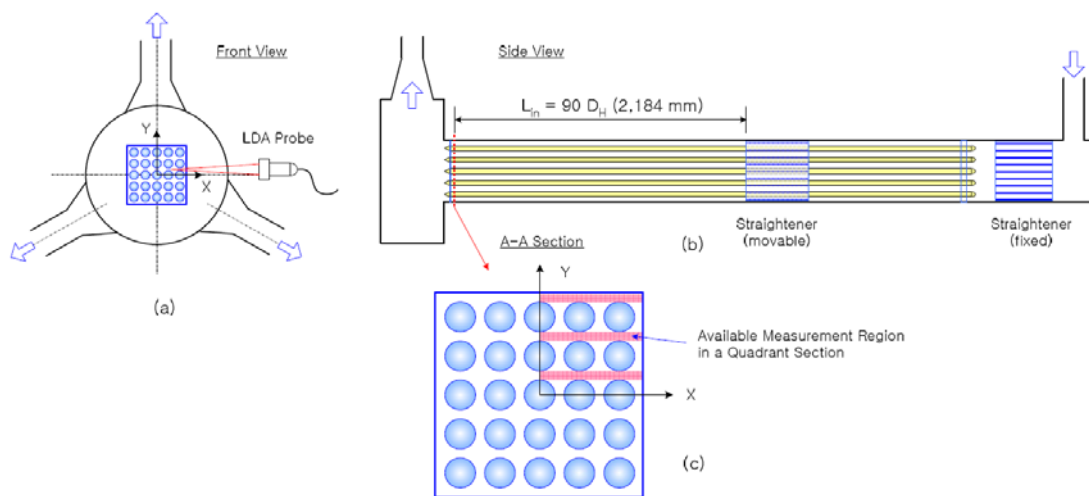 Front View
Y
LDA Probe
X
(a)
Side View
L_in = 90 D_H (2,184 mm)
Straightener
(movable)
Straightener
(fixed)
(b)
A-A Section
Y
Available Measurement Region
in a Quadrant Section
X
(c)